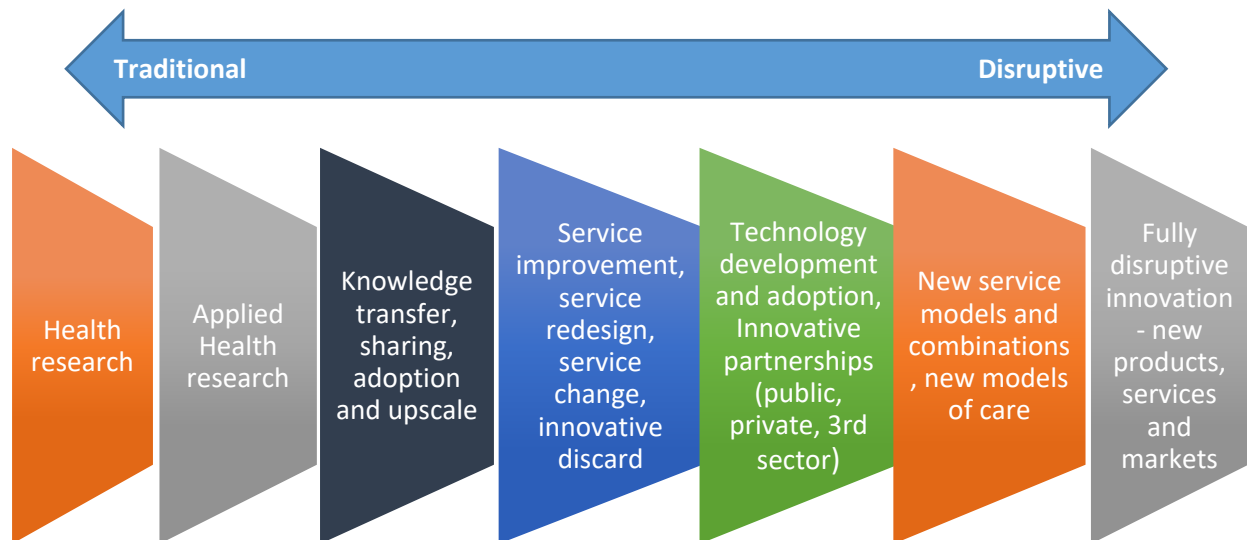 Traditional
Disruptive
Health
research
Applied
Health
research
Knowledge
transfer,
sharing,
adoption
and upscale
Service
improvement,
service
redesign,
service
change,
innovative
discard
Technology
development
and adoption,
Innovative
partnerships
(public,
private, 3rd
sector)
New service
models and
combinations
, new models
of care
Fully
disruptive
innovation
- new
products,
services
and
markets